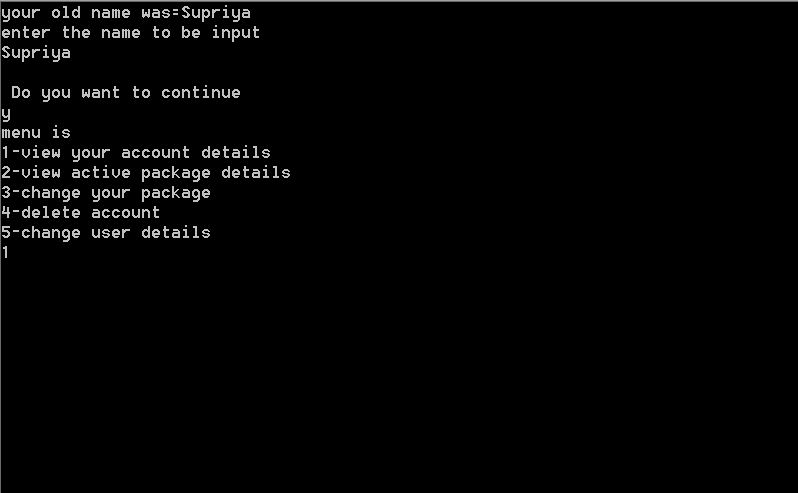 your old name was=Supriya
enter the name to be input
Supriya
Do you want to continue
y
menu is
1-view your account details
2-view active package details
3-change your package
4-delete account
5-change user details
1